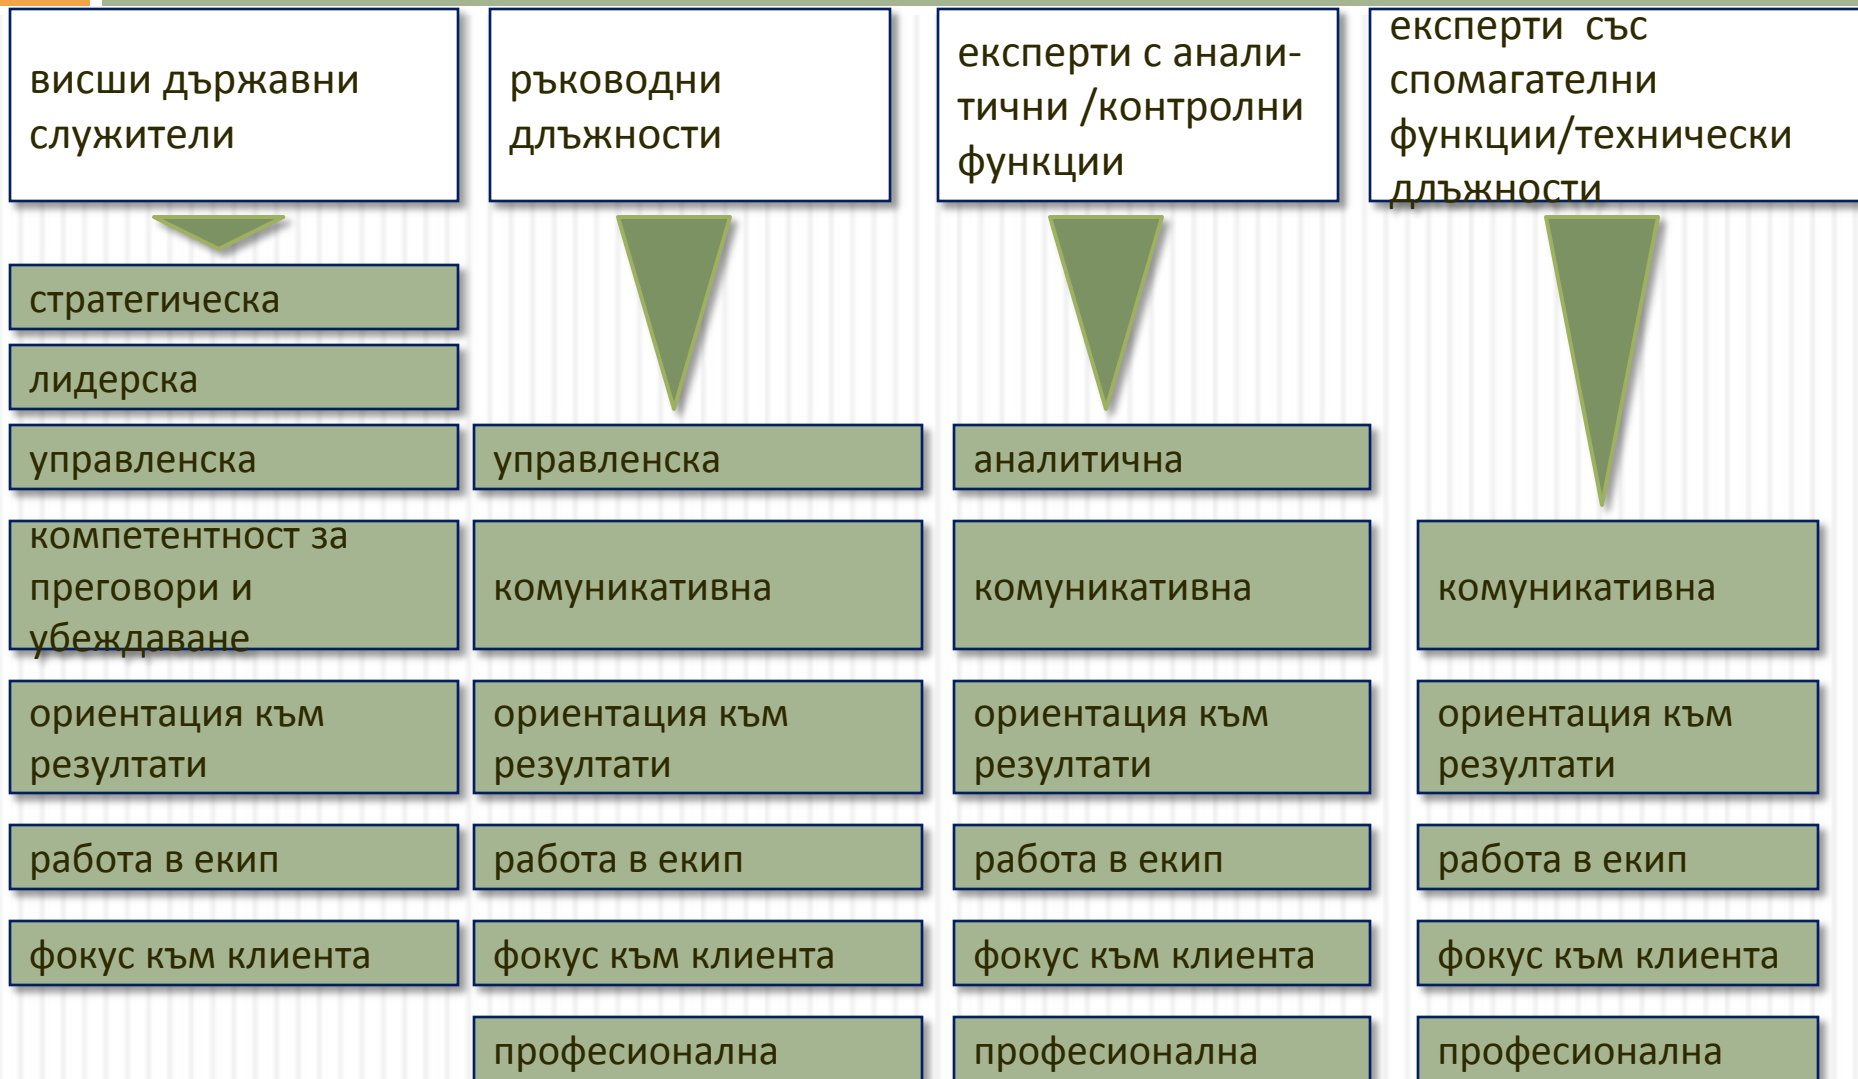 висши държавни
служители
ръководни
длъжности
експерти с анали-
тични /контролни
функции
експерти със
спомагателни
функции/технически
длъжности
стратегическа
лидерска
управленска
управленска
аналитична
компетентност за
преговори и
убеждаване
комуникативна
комуникативна
комуникативна
ориентация към
резултати
ориентация към
резултати
ориентация към
резултати
ориентация към
резултати
работа в екип
работа в екип
работа в екип
работа в екип
фокус към клиента
фокус към клиента
фокус към клиента
фокус към клиента
професионална
професионална
професионална